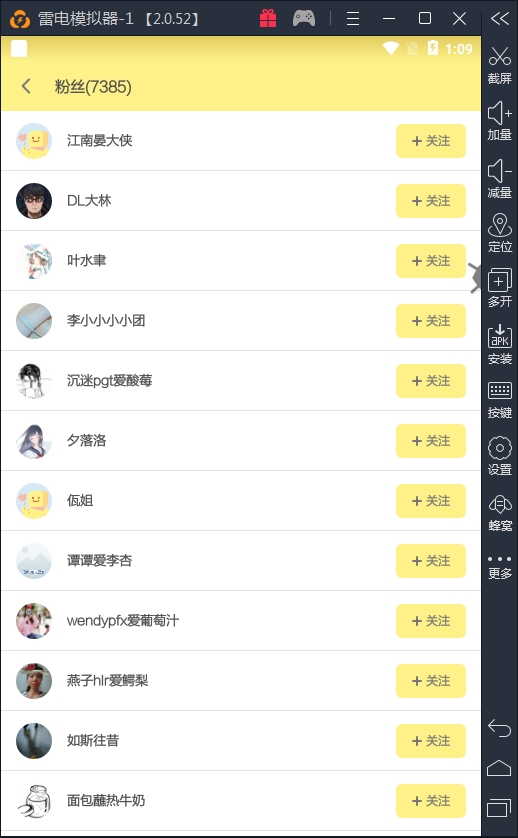 雷电模拟器-1 【2.0.52】
1:09
粉丝(7385)
江南晏大侠
+ 关注
DL大林
+ 关注
叶水聿
+ 关注
李小小小小团
+ 关注
沉迷pgt爱酸莓
+ 关注
夕落洛
+ 关注
佤姐
+ 关注
谭谭爱李杏
+ 关注
wendypfx爱葡萄汁
+ 关注
燕子hlr爱鳄梨
+ 关注
如斯往昔
+ 关注
面包蘸热牛奶
+ 关注
截屏
加量
减量
定位
多开
APK
安装
按键
设置
蜂窝
更多